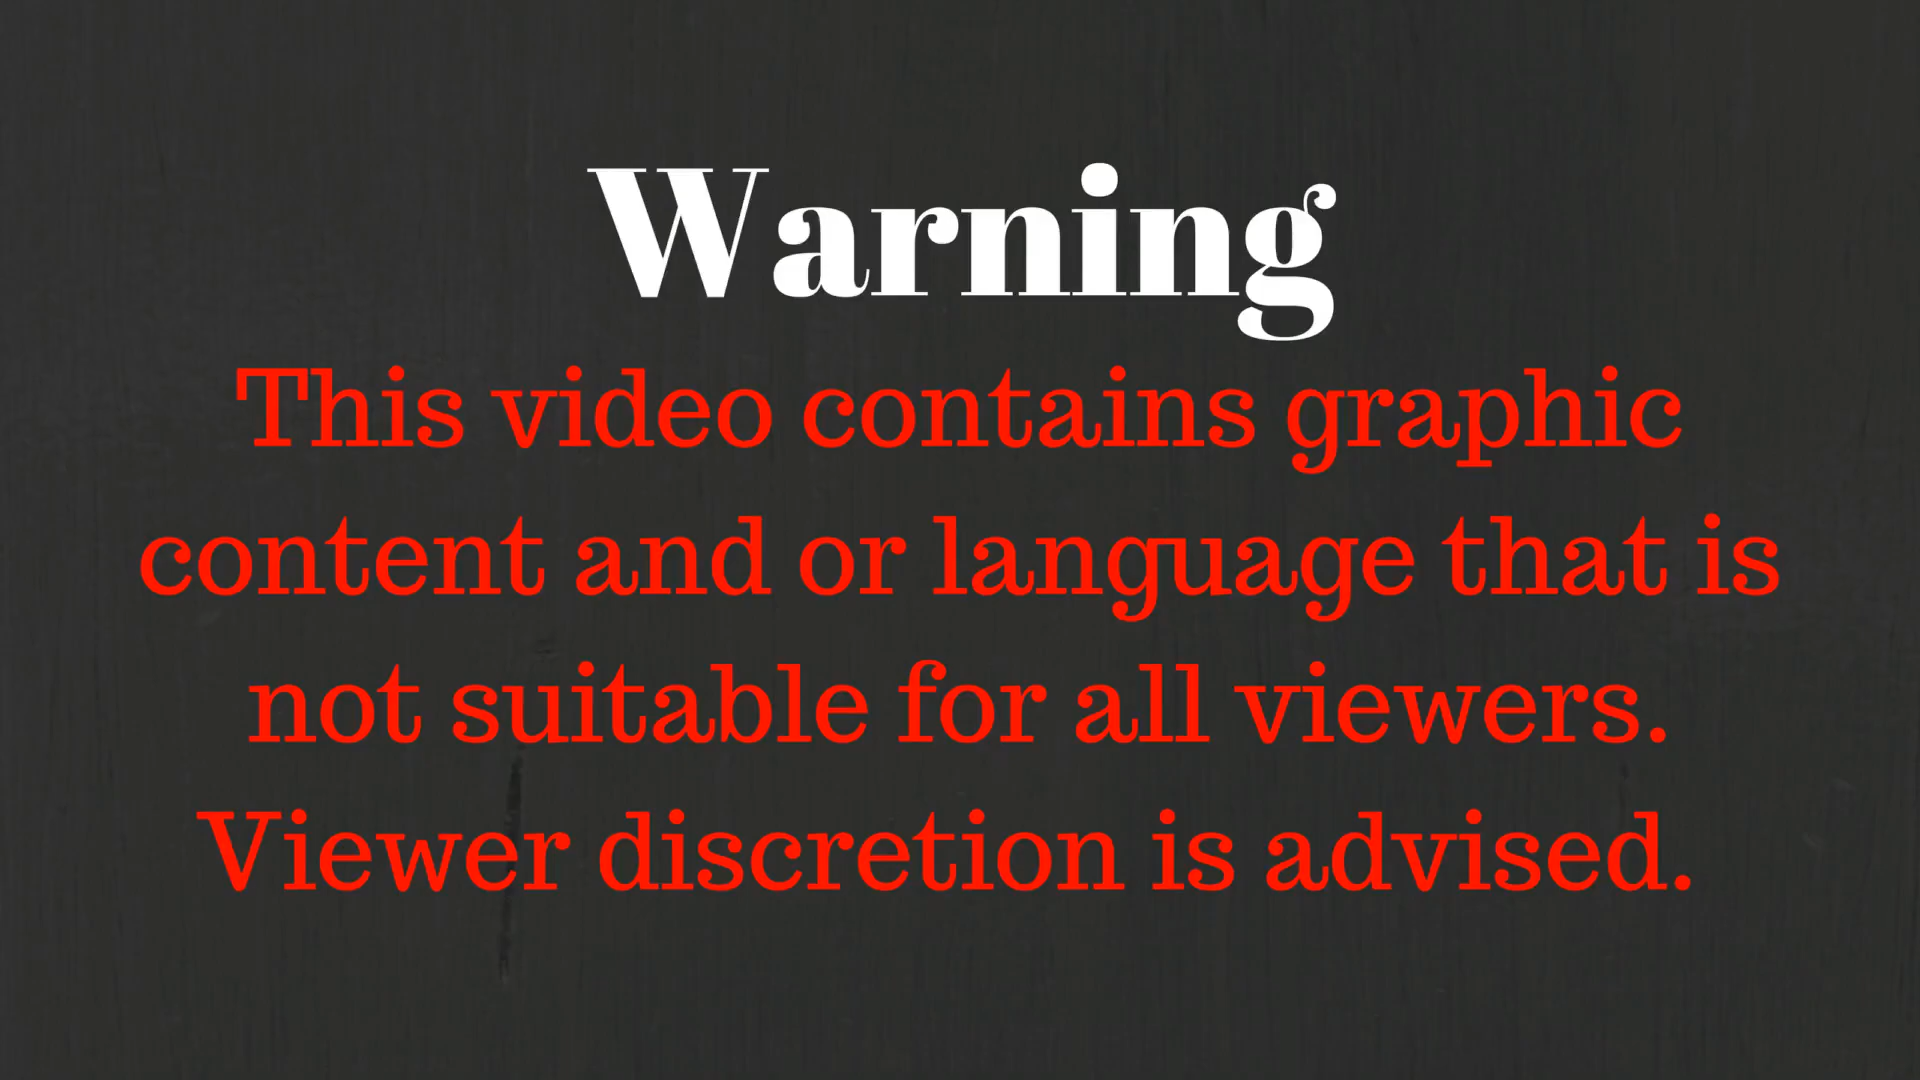 Warning
This video contains graphic
content and or language that is
not suitable for all viewers.
Viewer discretion is advised.